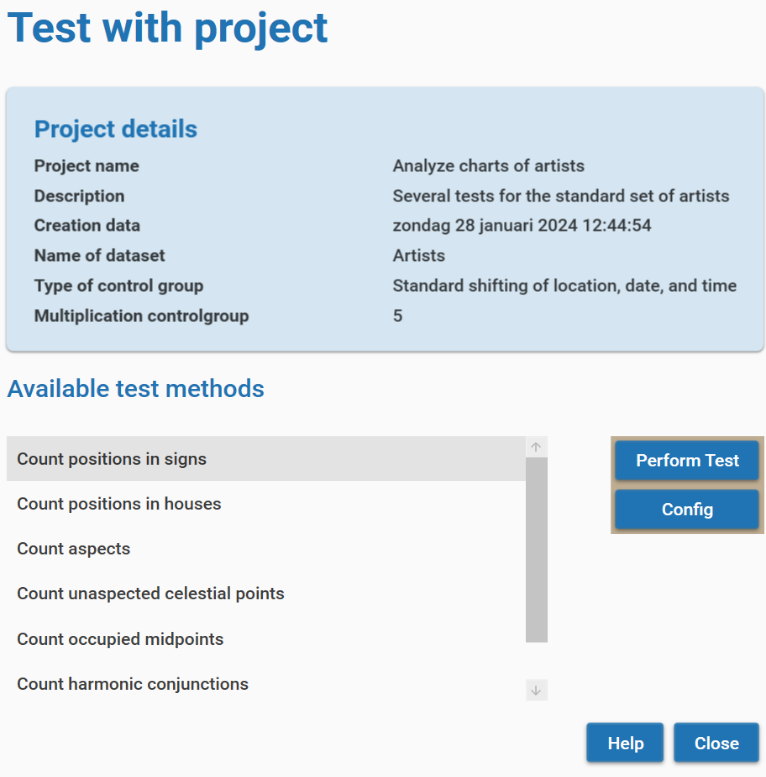 Test with project
Project details
Project name Analyze charts of artists
Description Several tests for the standard set of artists
Creation data zondag 28 januari 2024 12:44:54
Name of dataset Artists
Type of control group Standard shifting of location, date, and time
Multiplication controlgroup 5
Available test methods
Count positions in signs
Count positions in houses
Count aspects
Count unaspected celestial points
Count occupied midpoints
Count harmonic conjunctions
Perform Test
Config
Help Close